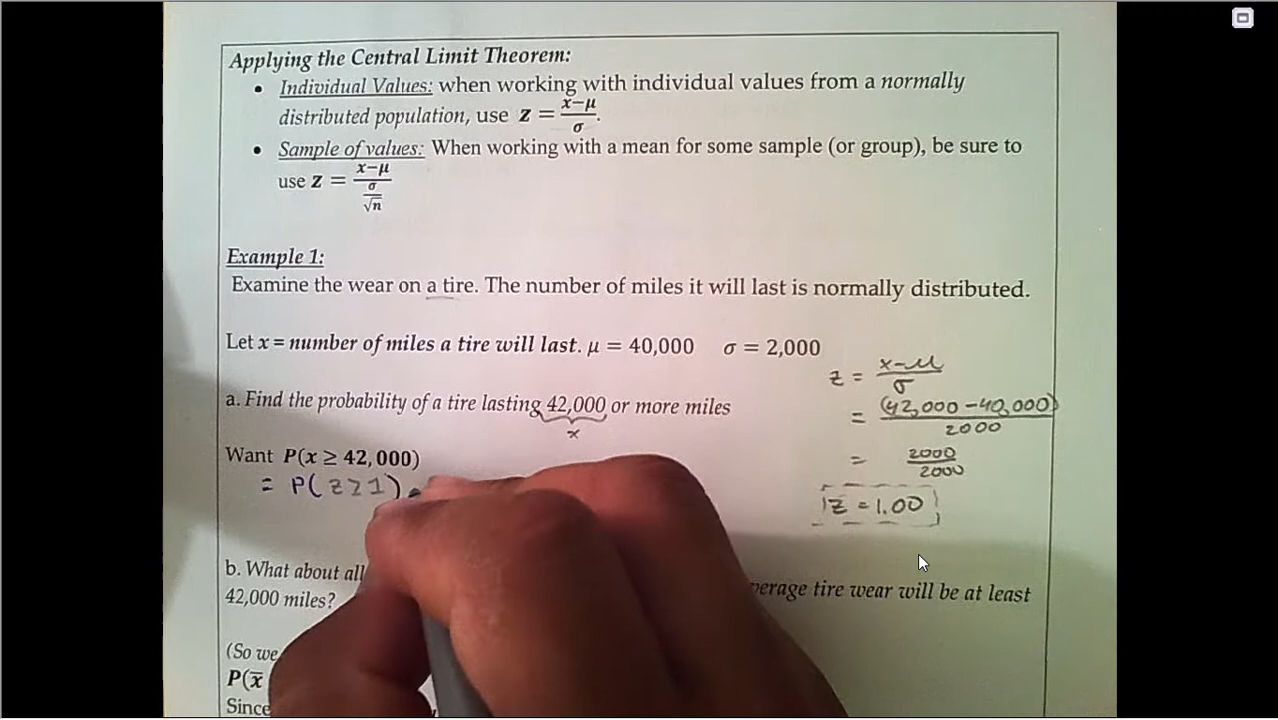 Applying the Central Limit Theorem:
• Individual Values: when working with individual values from a normally
distributed population, use z = x−μ / σ.
• Sample of values: When working with a mean for some sample (or group), be sure to
use z = x−μ / σ/√n
Example 1:
Examine the wear on a tire. The number of miles it will last is normally distributed.
Let x = number of miles a tire will last. μ = 40,000 σ = 2,000
z = x−μ / σ
a. Find the probability of a tire lasting 42,000 or more miles
x
= (42,000 − 40,000) / 2000
Want P(x ≥ 42,000)
= 2000 / 2000
= P(z ≥ 1)
z = 1.00
b. What about all
average tire wear will be at least
42,000 miles?
(So we
P(x̅
Since